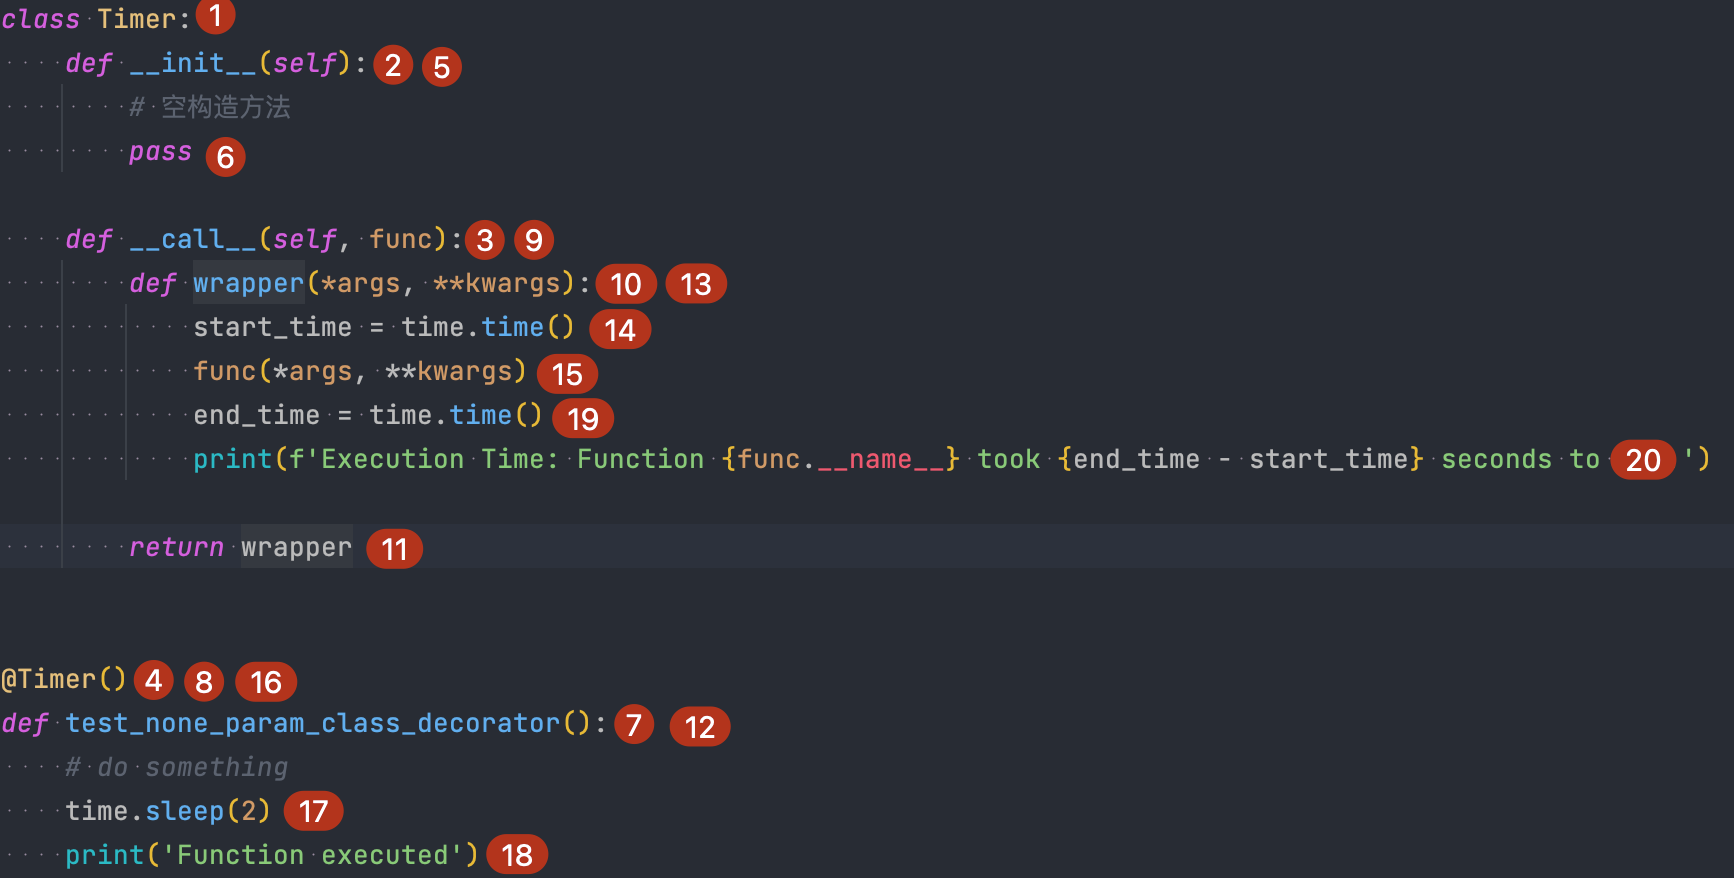 class Timer: 1
    def __init__(self): 2 5
        # 空构造方法
        pass 6
    def __call__(self, func): 3 9
        def wrapper(*args, **kwargs): 10 13
            start_time = time.time() 14
            func(*args, **kwargs) 15
            end_time = time.time() 19
            print(f'Execution Time: Function {func.__name__} took {end_time - start_time} seconds to 20 ')
        return wrapper 11
@Timer() 4 8 16
def test_none_param_class_decorator(): 7 12
    # do something
    time.sleep(2) 17
    print('Function executed') 18